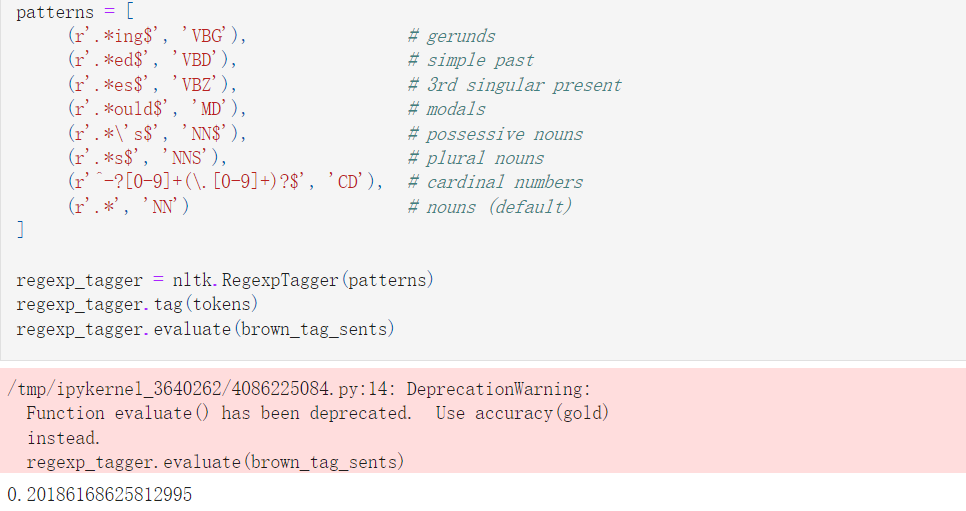 patterns = [
(r'.*ing$', 'VBG'), # gerunds
(r'.*ed$', 'VBD'), # simple past
(r'.*es$', 'VBZ'), # 3rd singular present
(r'.*ould$', 'MD'), # modals
(r'.*\'s$', 'NN$'), # possessive nouns
(r'.*s$', 'NNS'), # plural nouns
(r'^-?[0-9]+(\.[0-9]+)?$', 'CD'), # cardinal numbers
(r'.*', 'NN') # nouns (default)
]
regexp_tagger = nltk.RegexpTagger(patterns)
regexp_tagger.tag(tokens)
regexp_tagger.evaluate(brown_tag_sents)
/tmp/ipykernel_3640262/4086225084.py:14: DeprecationWarning:
Function evaluate() has been deprecated. Use accuracy(gold)
instead.
regexp_tagger.evaluate(brown_tag_sents)
0.20186168625812995